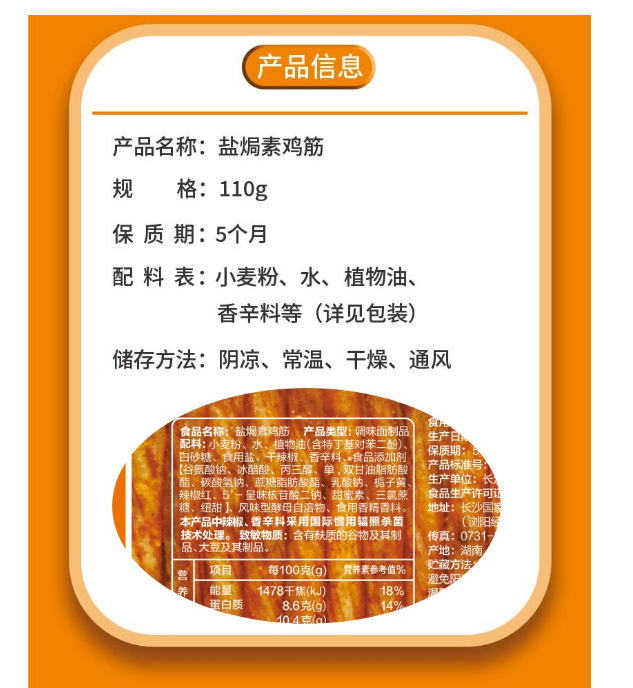 产品信息
产品名称：盐焗素鸡筋
规 格：110g
保 质 期：5个月
配 料 表：小麦粉、水、植物油、
香辛料等（详见包装）
储存方法：阴凉、常温、干燥、通风
食品名称：盐焗素鸡筋 产品类型：调味面制品
配料：小麦粉、水、植物油(含特丁基对苯二酚)、
白砂糖、食用盐、干辣椒、香辛料、食品添加剂
【谷氨酸钠、冰醋酸、丙三醇、单，双甘油脂肪酸
酯、碳酸氢钠、蔗糖脂肪酸酯、乳酸钠、栀子黄、
辣椒红、5'-呈味核苷酸二钠、甜蜜素、三氯蔗
糖、纽甜】、风味型酵母自溶物、食用香精香料。
本产品中辣椒、香辛料采用国际惯用辐照杀菌
技术处理。 致敏物质：含有麸质的谷物及其制
品、大豆及其制品。
营养
项目 每100克(g) 营养素参考值%
能量 1478千焦(kJ) 18%
蛋白质 8.6克(g) 14%
10.4克(g)
生产日
保质期：5
产品标准号：
生产单位：长
食品生产许可证
地址：长沙国家
（浏阳经
传真：0731-
产地：湖南
贮藏方法：
避免阳